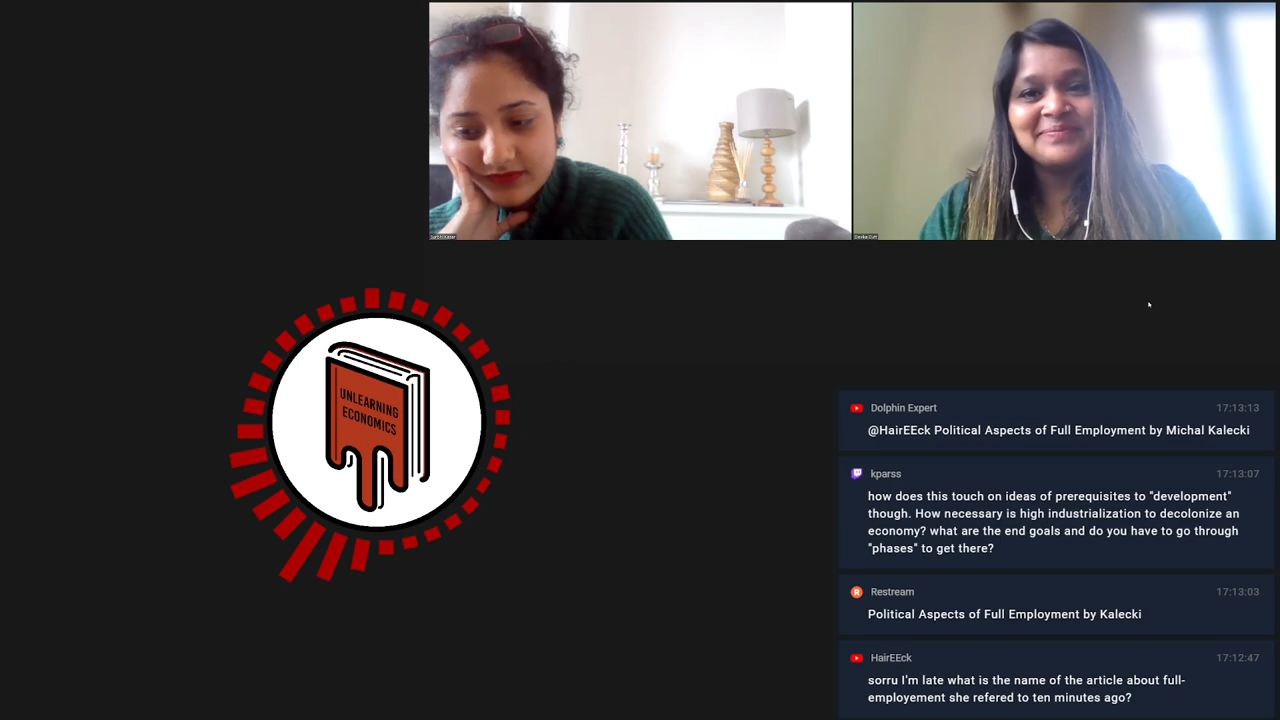 Surbhi Kesar
Devika Dutt
UNLEARNING
ECONOMICS
Dolphin Expert
17:13:13
@HairEEck Political Aspects of Full Employment by Michal Kalecki
kparss
17:13:07
how does this touch on ideas of prerequisites to "development"
though. How necessary is high industrialization to decolonize an
economy? what are the end goals and do you have to go through
"phases" to get there?
Restream
17:13:03
Political Aspects of Full Employment by Kalecki
HairEEck
17:12:47
sorru I'm late what is the name of the article about full-
employement she refered to ten minutes ago?